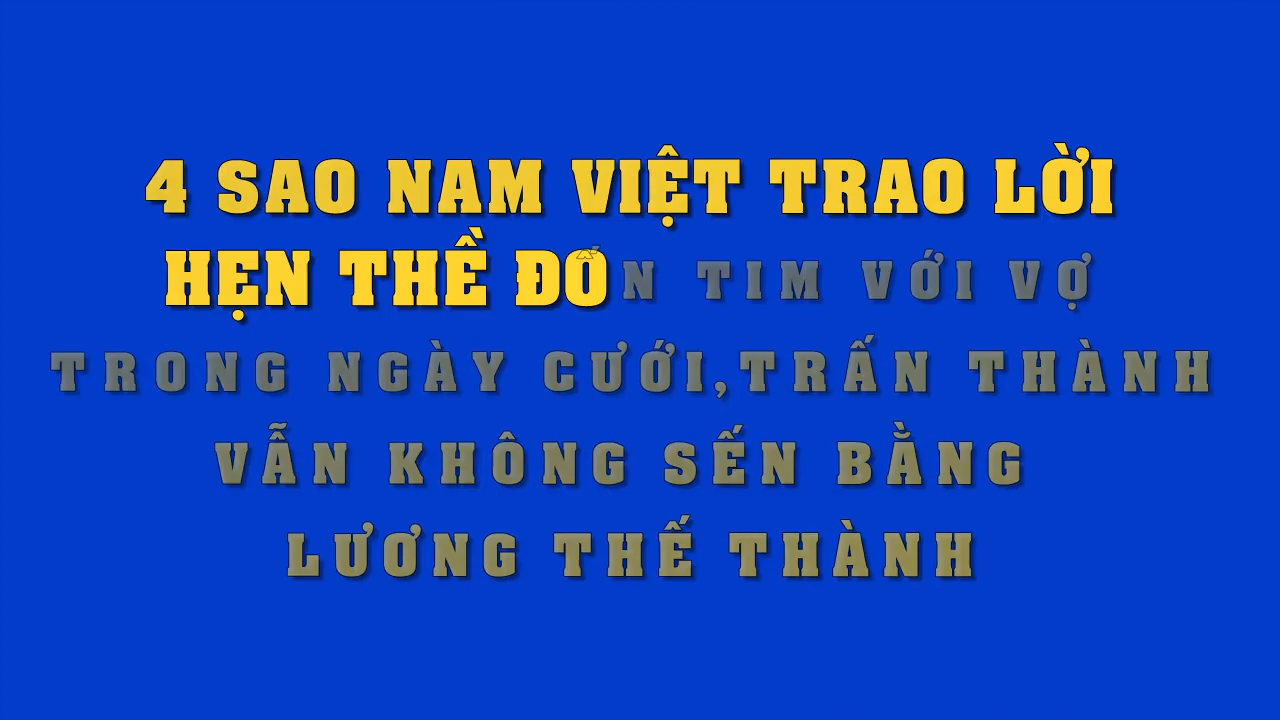 4 SAO NAM VIỆT TRAO LỜI
HẸN THỀ ĐỐN TIM VỚI VỢ
TRONG NGÀY CƯỚI,TRẤN THÀNH
VẪN KHÔNG SẾN BẰNG
LƯƠNG THẾ THÀNH